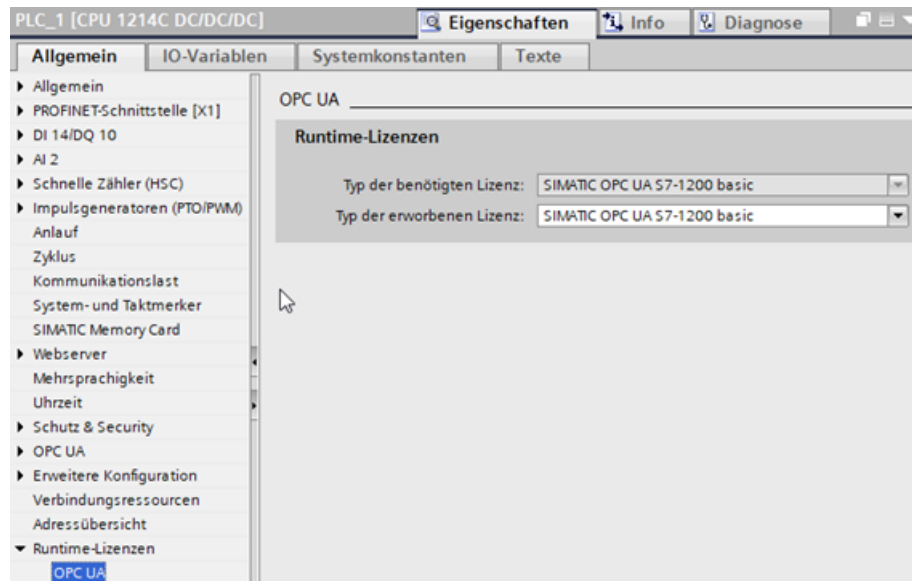 PLC_1 [CPU 1214C DC/DC/DC]
Eigenschaften
Info
Diagnose
Allgemein
IO-Variablen
Systemkonstanten
Texte
Allgemein
PROFINET-Schnittstelle [X1]
DI 14/DQ 10
AI 2
Schnelle Zähler (HSC)
Impulsgeneratoren (PTO/PWM)
Anlauf
Zyklus
Kommunikationslast
System- und Taktmerker
SIMATIC Memory Card
Webserver
Mehrsprachigkeit
Uhrzeit
Schutz & Security
OPC UA
Erweitere Konfiguration
Verbindungsressourcen
Adressübersicht
Runtime-Lizenzen
OPC UA
OPC UA
Runtime-Lizenzen
Typ der benötigten Lizenz: SIMATIC OPC UA S7-1200 basic
Typ der erworbenen Lizenz: SIMATIC OPC UA S7-1200 basic